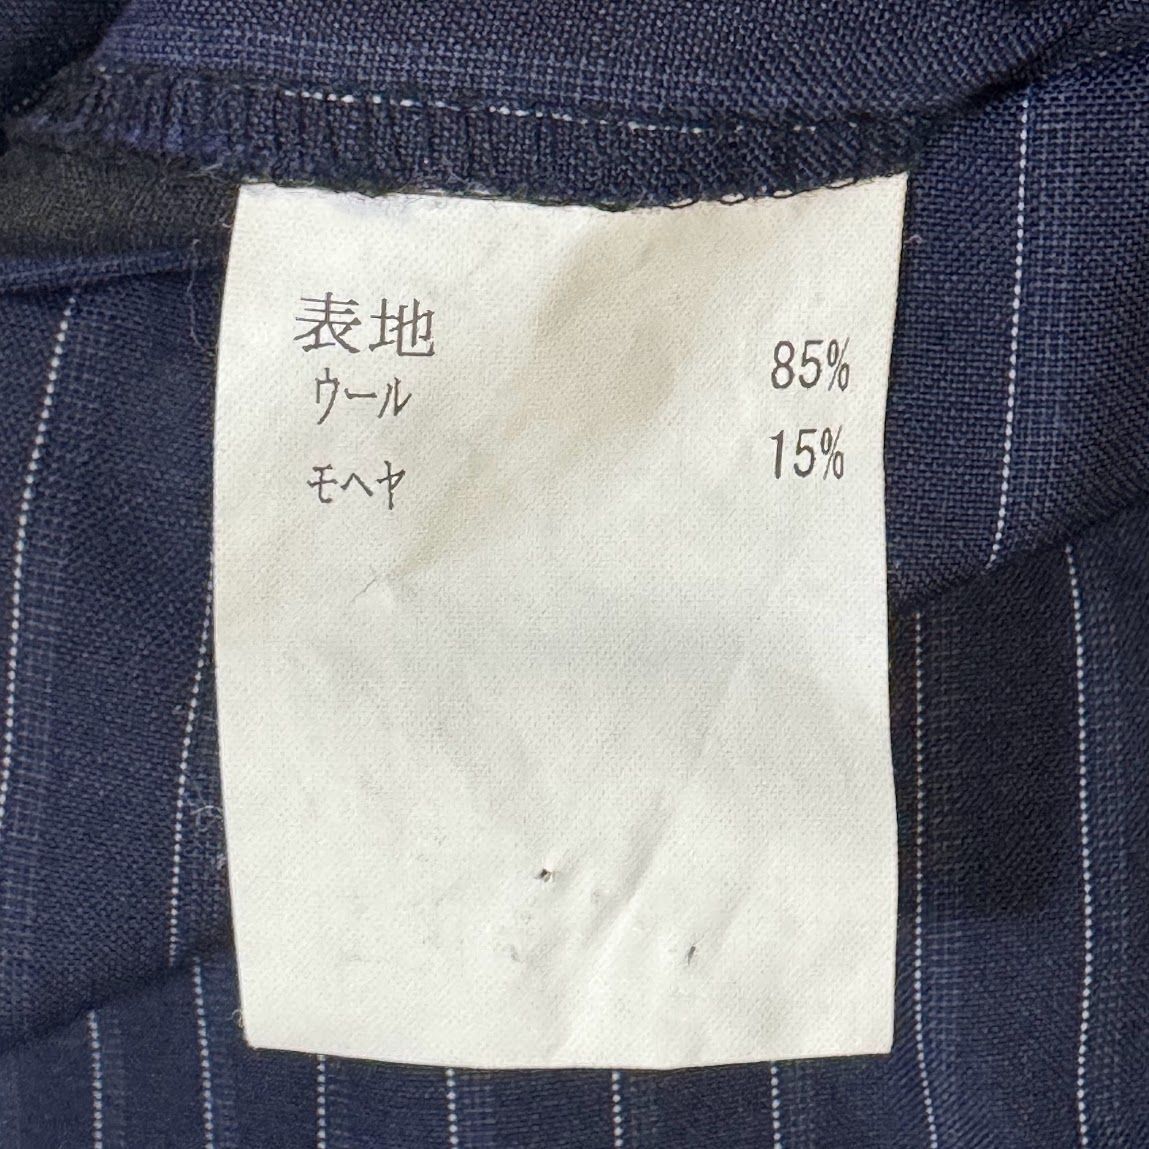 表地
ウール 85%
モヘヤ 15%